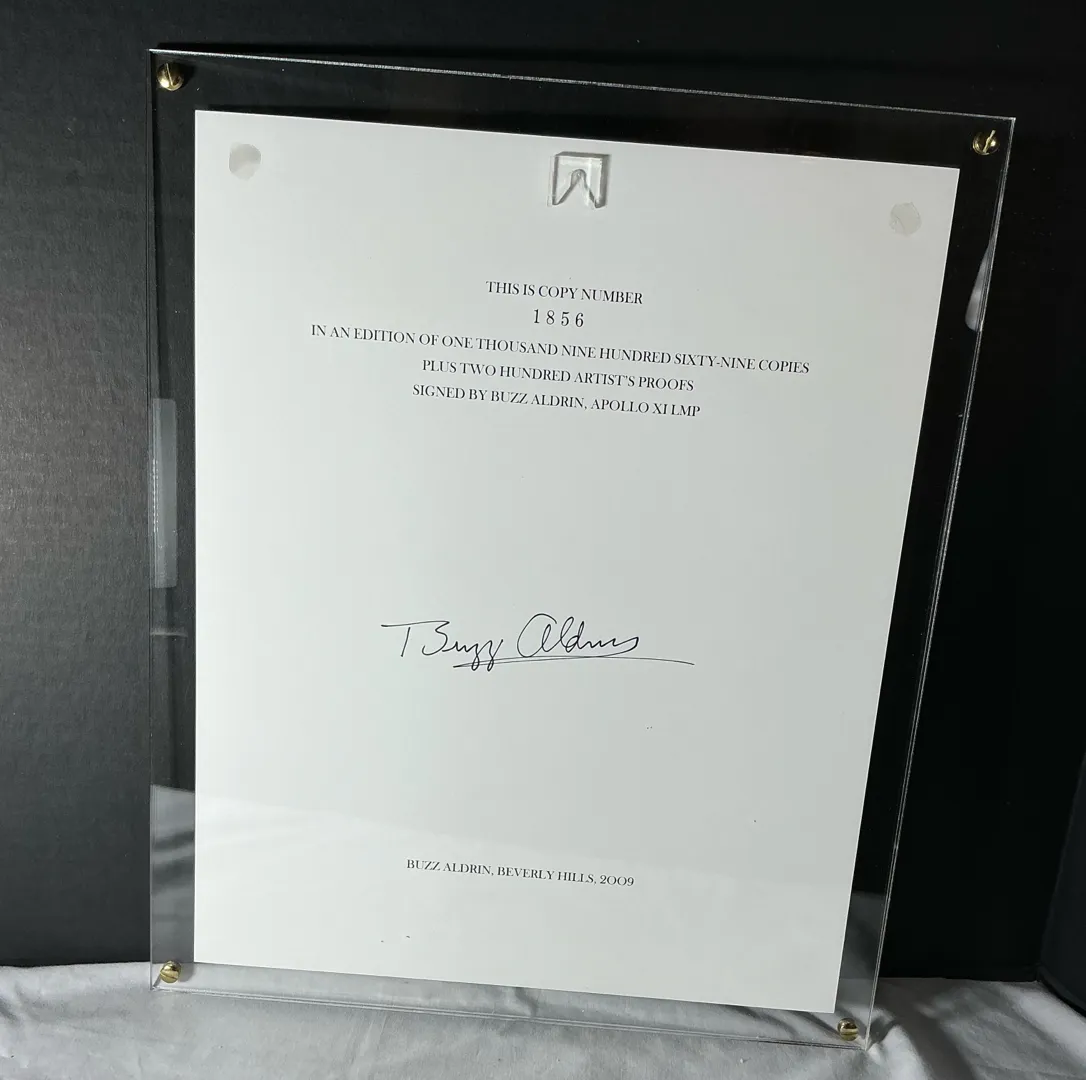 THIS IS COPY NUMBER
1856
IN AN EDITION OF ONE THOUSAND NINE HUNDRED SIXTY-NINE COPIES
PLUS TWO HUNDRED ARTIST'S PROOFS
SIGNED BY BUZZ ALDRIN, APOLLO XI LMP
Buzz Aldrin
BUZZ ALDRIN, BEVERLY HILLS, 2009